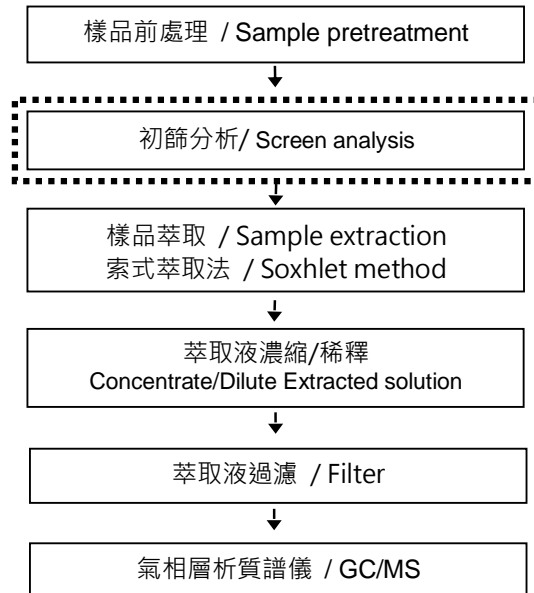 樣品前處理 / Sample pretreatment
初篩分析/ Screen analysis
樣品萃取 / Sample extraction
索式萃取法 / Soxhlet method
萃取液濃縮/稀釋
Concentrate/Dilute Extracted solution
萃取液過濾 / Filter
氣相層析質譜儀 / GC/MS